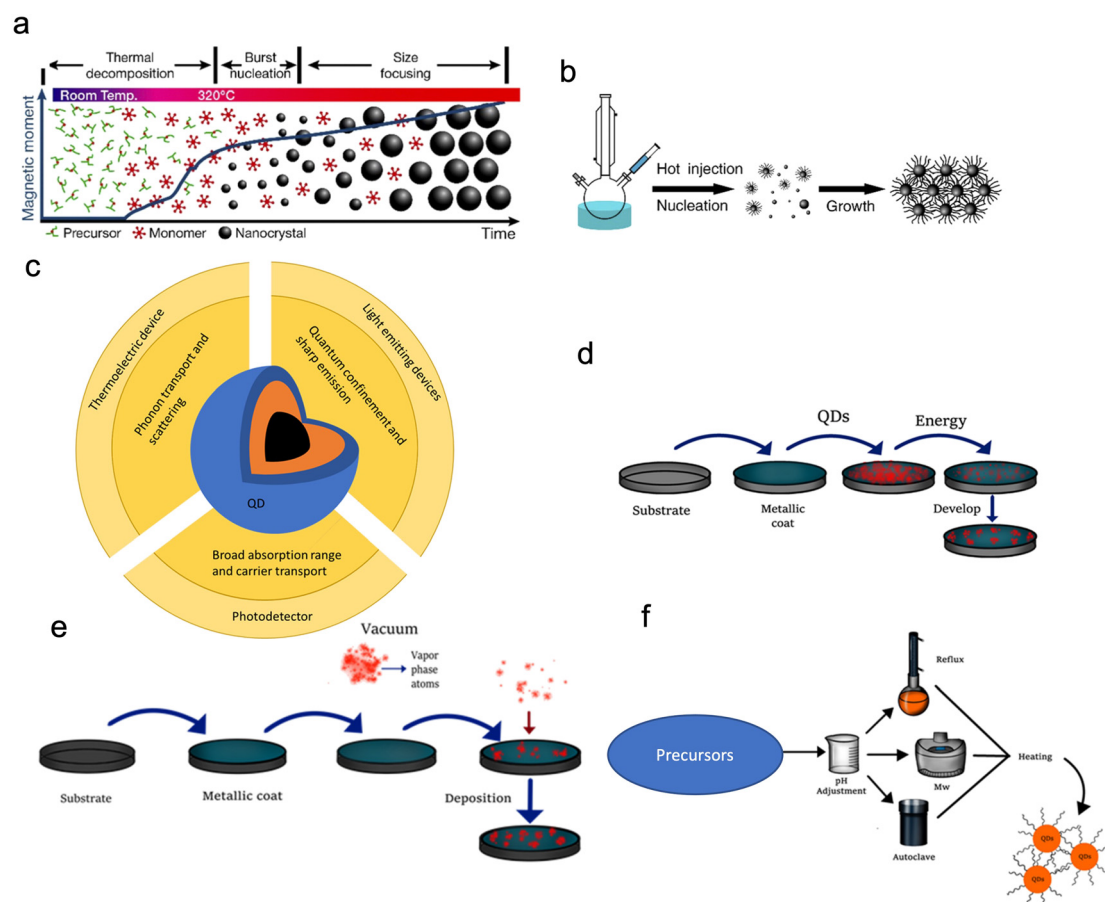 a
Thermal
decomposition
Burst
nucleation
Size
focusing
Room Temp.
320°C
Magnetic moment
Precursor
Monomer
Nanocrystal
Time
b
Hot injection
Nucleation
Growth
c
Thermoelectric device
Phonon transport and
scattering
Light emitting devices
Quantum confinement and
sharp emission
QD
Broad absorption range
and carrier transport
Photodetector
d
QDs
Energy
Substrate
Metallic
coat
Develop
e
Vacuum
Vapor
phase
atoms
Substrate
Metallic coat
Deposition
f
Precursors
pH
Adjustment
Reflux
Mw
Autoclave
Heating
QDs
QDs
QDs